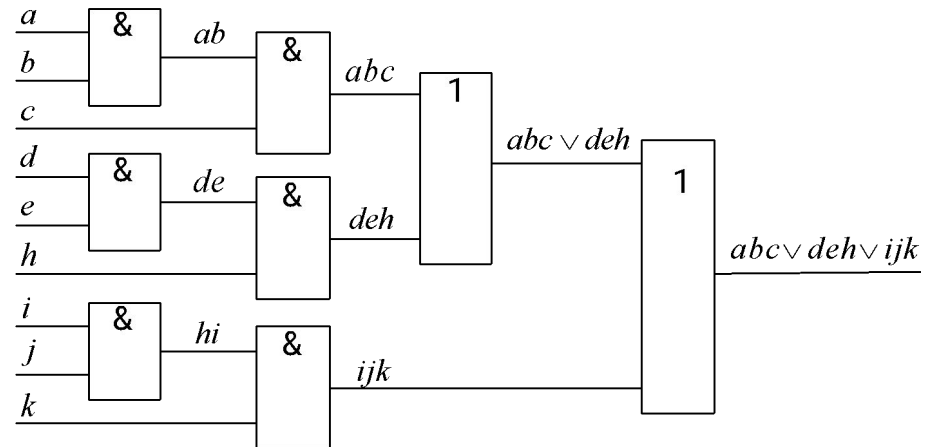 a
&
ab
b
&
abc
c
1
abc ∨ deh
d
&
de
e
&
deh
h
1
abc ∨ deh ∨ ijk
i
&
hi
j
&
ijk
k